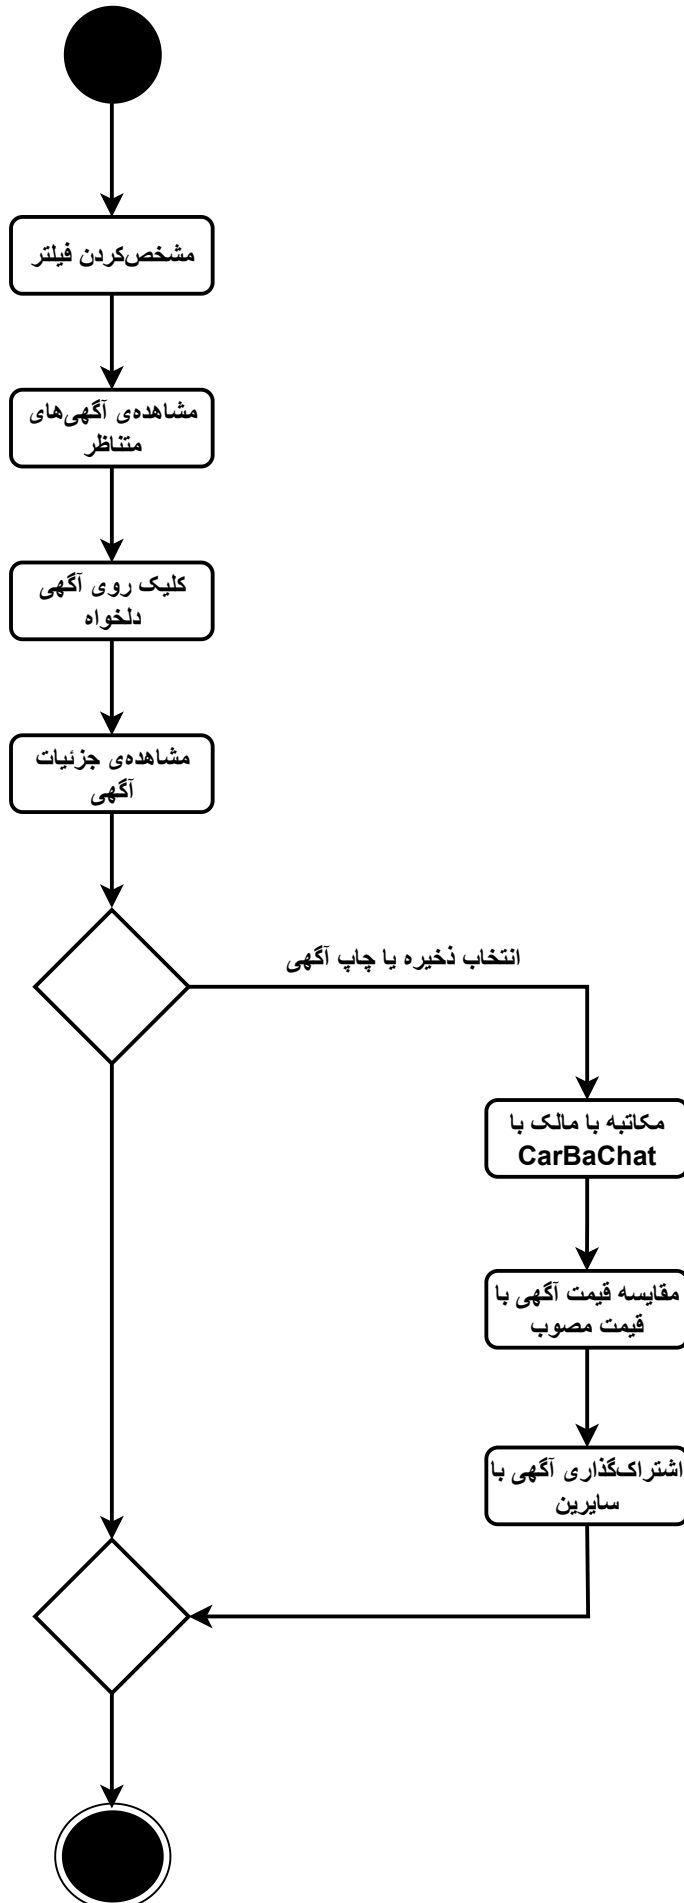 مشخص‌کردن فیلتر
مشاهده‌ی آگهی‌های
متناظر
کلیک روی آگهی
دلخواه
مشاهده‌ی جزئیات
آگهی
انتخاب ذخیره یا چاپ آگهی
مکاتبه با مالک با
CarBaChat
مقایسه قیمت آگهی با
قیمت مصوب
اشتراک‌گذاری آگهی با
سایرین